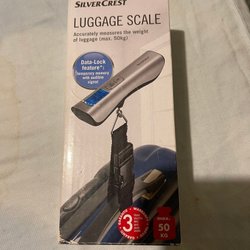 SILVERCREST
LUGGAGE SCALE
Accurately measures the weight
of luggage (max. 50kg)
Data-Lock
feature*:
Temporary memory
with audible
signal
3
50
KG